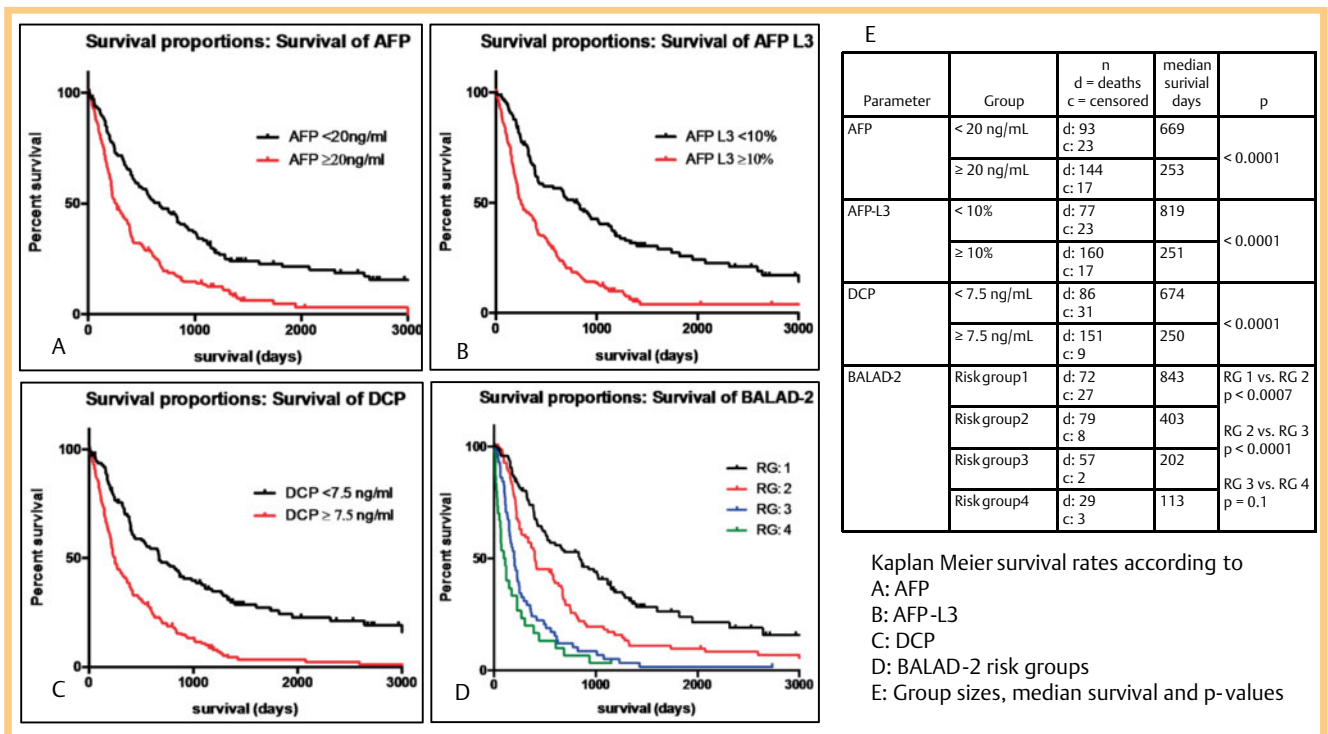 Survival proportions: Survival of AFP
Percent survival
100
50
0
AFP <20ng/ml
AFP ≥20ng/ml
0 1000 2000 3000
survival (days)
A
Survival proportions: Survival of AFP L3
Percent survival
100
50
0
AFP L3 <10%
AFP L3 ≥10%
0 1000 2000 3000
survival (days)
B
Survival proportions: Survival of DCP
Percent survival
100
50
0
DCP <7.5 ng/ml
DCP ≥ 7.5 ng/ml
0 1000 2000 3000
survival (days)
C
Survival proportions: Survival of BALAD-2
Percent survival
100
50
0
RG: 1
RG: 2
RG: 3
RG: 4
0 1000 2000 3000
survival (days)
D
E
Parameter
Group
n
d = deaths
c = censored
median
surivial
days
p
AFP
< 20 ng/mL
d: 93
c: 23
669
< 0.0001
≥ 20 ng/mL
d: 144
c: 17
253
AFP-L3
< 10%
d: 77
c: 23
819
< 0.0001
≥ 10%
d: 160
c: 17
251
DCP
< 7.5 ng/mL
d: 86
c: 31
674
< 0.0001
≥ 7.5 ng/mL
d: 151
c: 9
250
BALAD-2
Risk group1
d: 72
c: 27
843
RG 1 vs. RG 2
p < 0.0007
Risk group2
d: 79
c: 8
403
RG 2 vs. RG 3
p < 0.0001
Risk group3
d: 57
c: 2
202
RG 3 vs. RG 4
p = 0.1
Risk group4
d: 29
c: 3
113
Kaplan Meier survival rates according to
A: AFP
B: AFP-L3
C: DCP
D: BALAD-2 risk groups
E: Group sizes, median survival and p-values